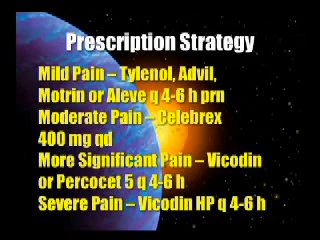 Prescription Strategy
Mild Pain – Tylenol, Advil,
Motrin or Aleve q 4-6 h prn
Moderate Pain – Celebrex
400 mg qd
More Significant Pain – Vicodin
or Percocet 5 q 4-6 h
Severe Pain – Vicodin HP q 4-6 h